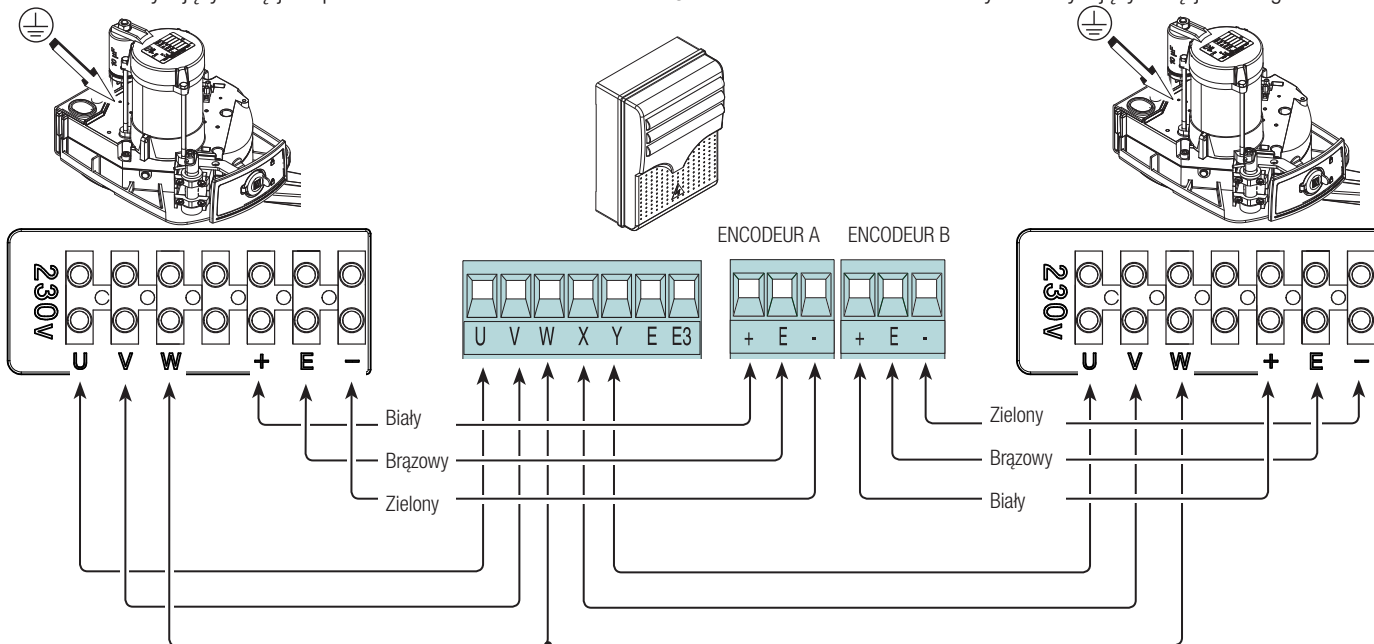 ENCODEUR A ENCODEUR B
230v
U V W + E -
U V W X Y E E3
+ E -
+ E -
230v
U V W + E -
Biały
Brązowy
Zielony
Zielony
Brązowy
Biały